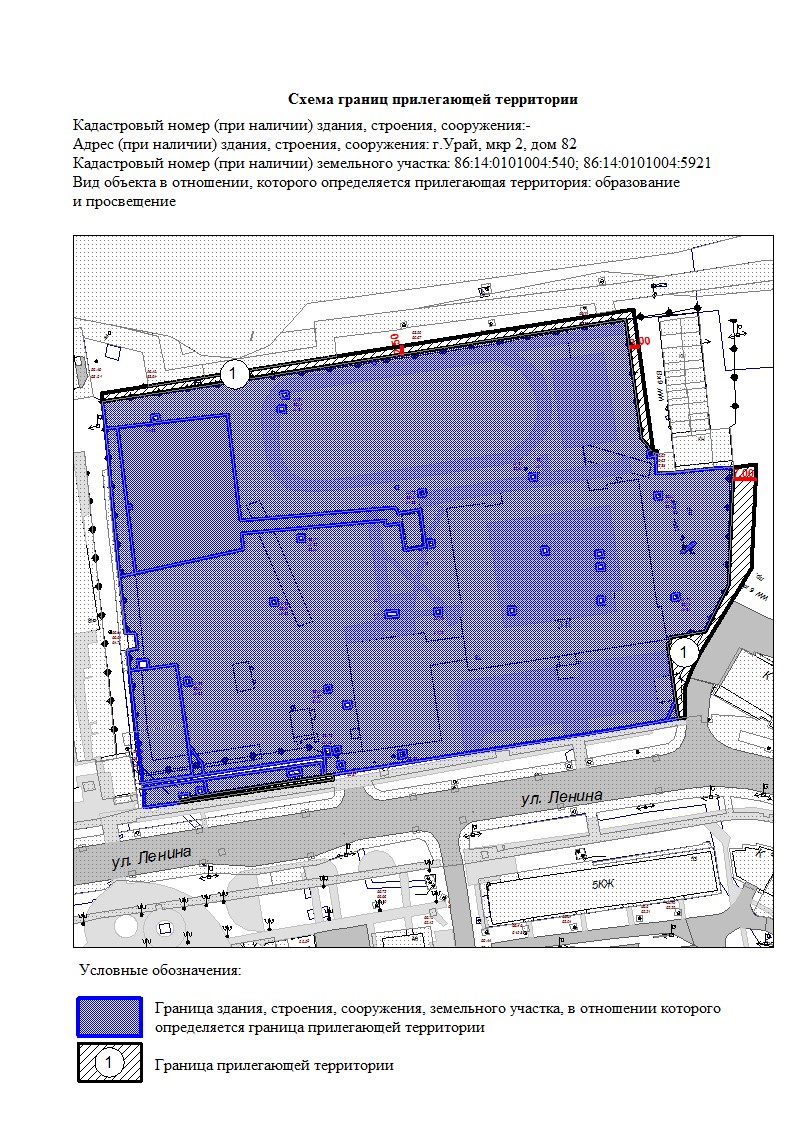 Схема границ прилегающей территории
Кадастровый номер (при наличии) здания, строения, сооружения:-
Адрес (при наличии) здания, строения, сооружения: г.Урай, мкр 2, дом 82
Кадастровый номер (при наличии) земельного участка: 86:14:0101004:540; 86:14:0101004:5921
Вид объекта в отношении, которого определяется прилегающая территория: образование
и просвещение
1
1
ул. Ленина
ул. Ленина
5КЖ
Условные обозначения:
Граница здания, строения, сооружения, земельного участка, в отношении которого
определяется граница прилегающей территории
1
Граница прилегающей территории